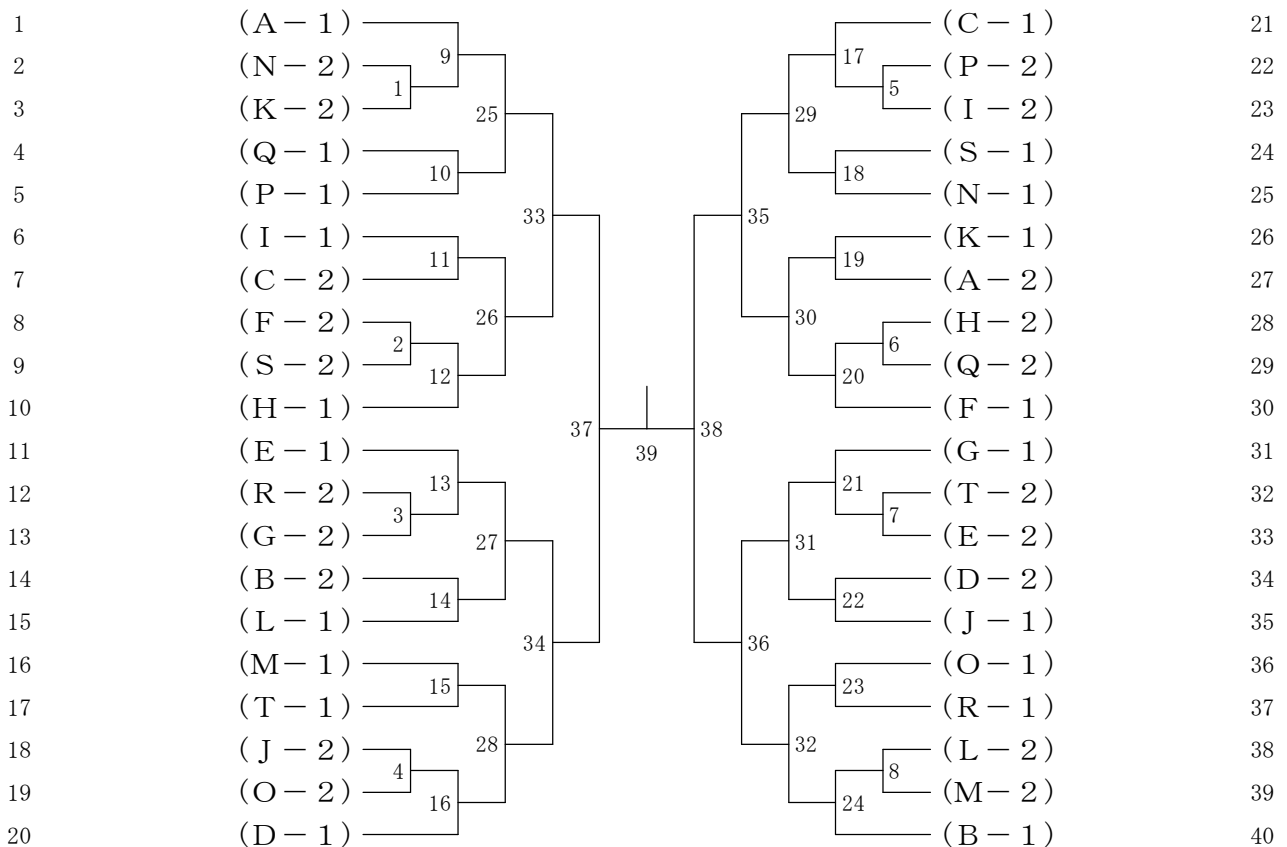 1 (A－1) (C－1) 21
9 17
2 (N－2) (P－2) 22
1 5
3 (K－2) (I－2) 23
25 29
4 (Q－1) (S－1) 24
10 18
5 (P－1) (N－1) 25
33 35
6 (I－1) (K－1) 26
11 19
7 (C－2) (A－2) 27
26 30
8 (F－2) (H－2) 28
2 6
9 (S－2) (Q－2) 29
12 20
10 (H－1) (F－1) 30
37 39 38
11 (E－1) (G－1) 31
13 21
12 (R－2) (T－2) 32
3 7
13 (G－2) (E－2) 33
27 31
14 (B－2) (D－2) 34
14 22
15 (L－1) (J－1) 35
34 36
16 (M－1) (O－1) 36
15 23
17 (T－1) (R－1) 37
28 32
18 (J－2) (L－2) 38
4 8
19 (O－2) (M－2) 39
16 24
20 (D－1) (B－1) 40